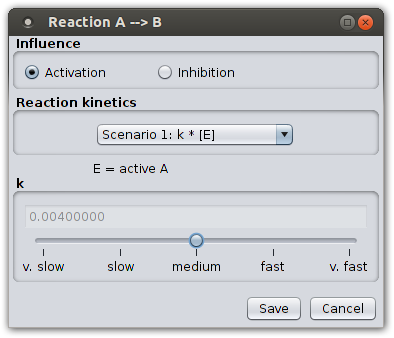 Reaction A --> B
Influence
Activation Inhibition
Reaction kinetics
Scenario 1: k * [E]
E = active A
k
0.00400000
v. slow slow medium fast v. fast
Save Cancel